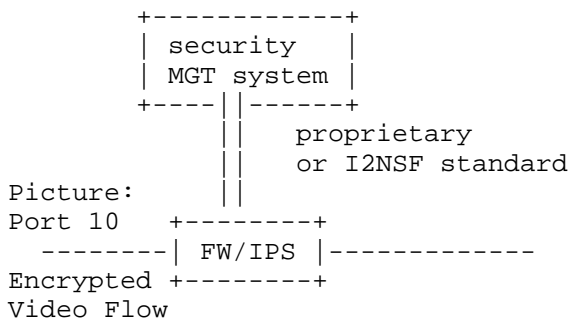 security
MGT system
proprietary
or I2NSF standard
Picture:
Port 10
FW/IPS
Encrypted
Video Flow